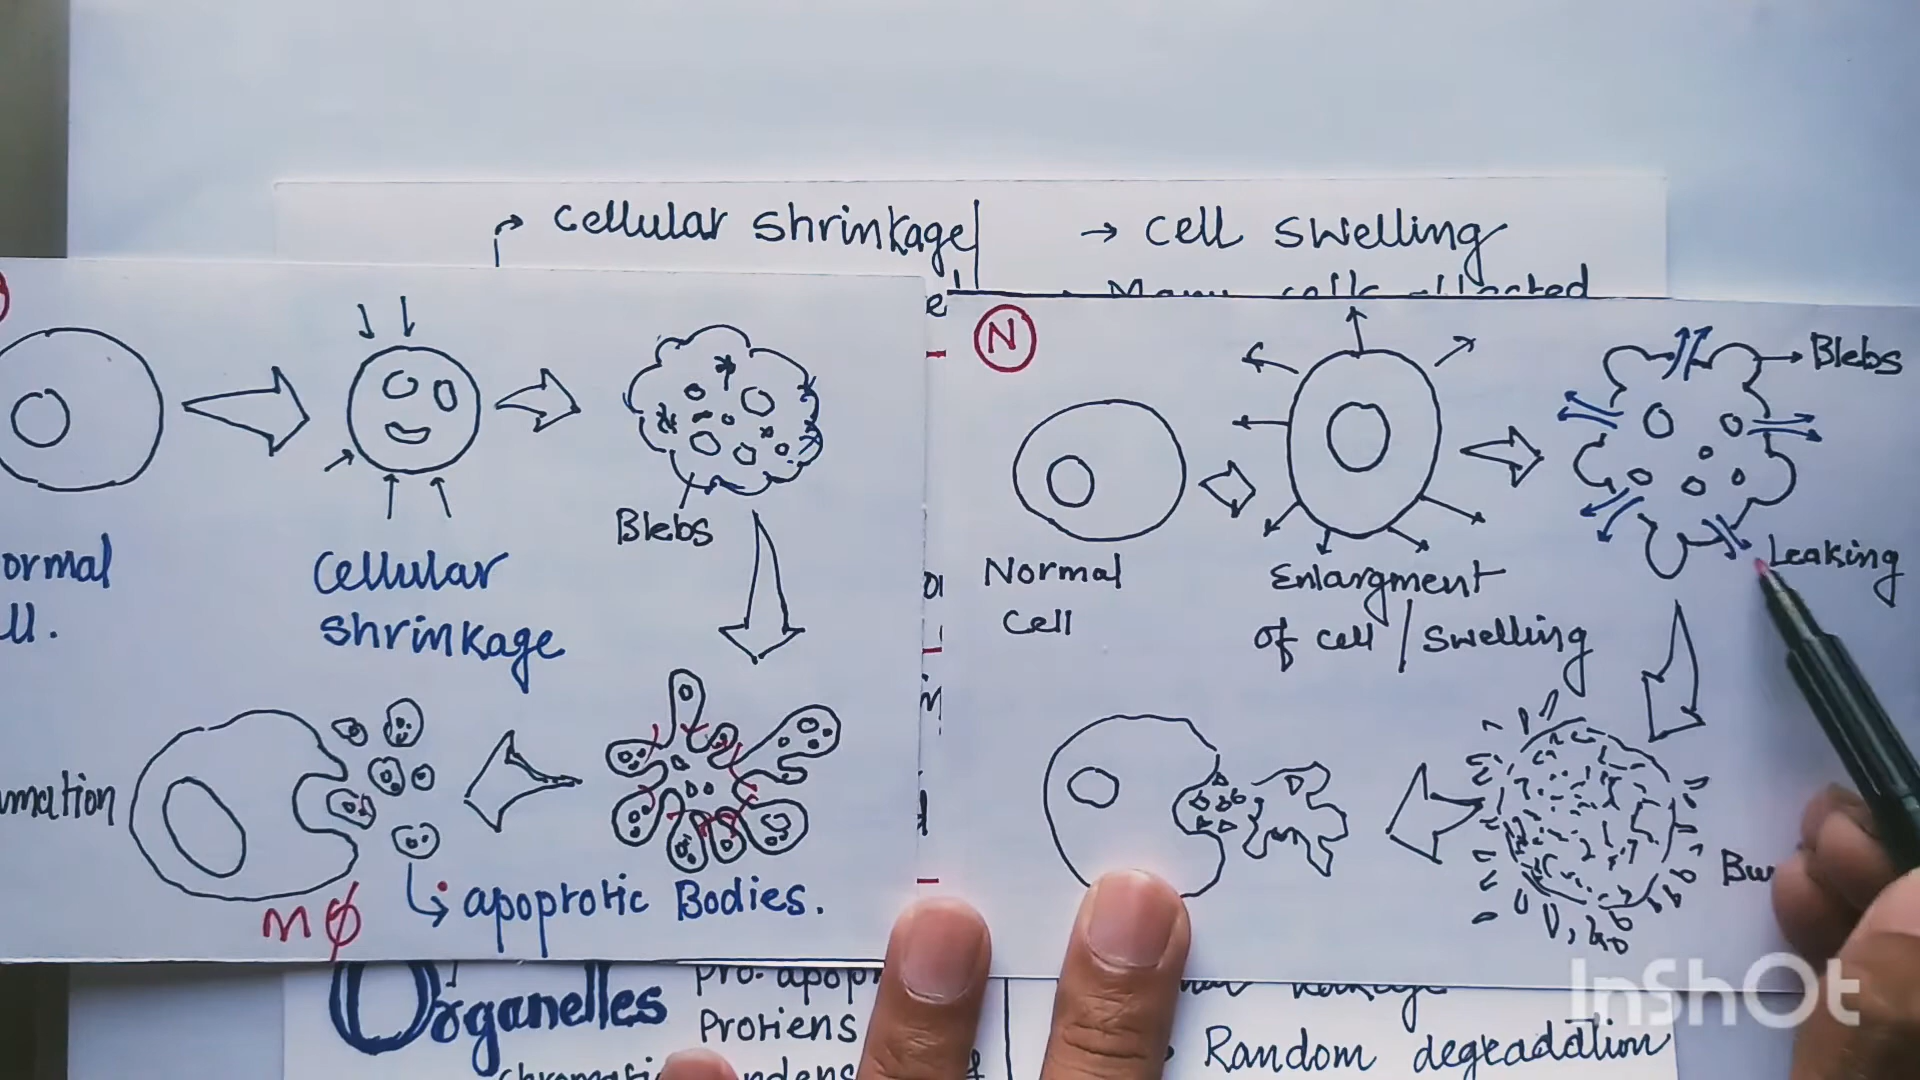 → Cellular shrinkage
→ Cell swelling
N
Blebs
Blebs
Leaking
Normal
Cell
Enlargment
of cell / swelling
ormal
ll.
Cellular
shrinkage
mation
MΦ
apoprotic Bodies.
Organelles
Protiens
Random degradation
InShOt